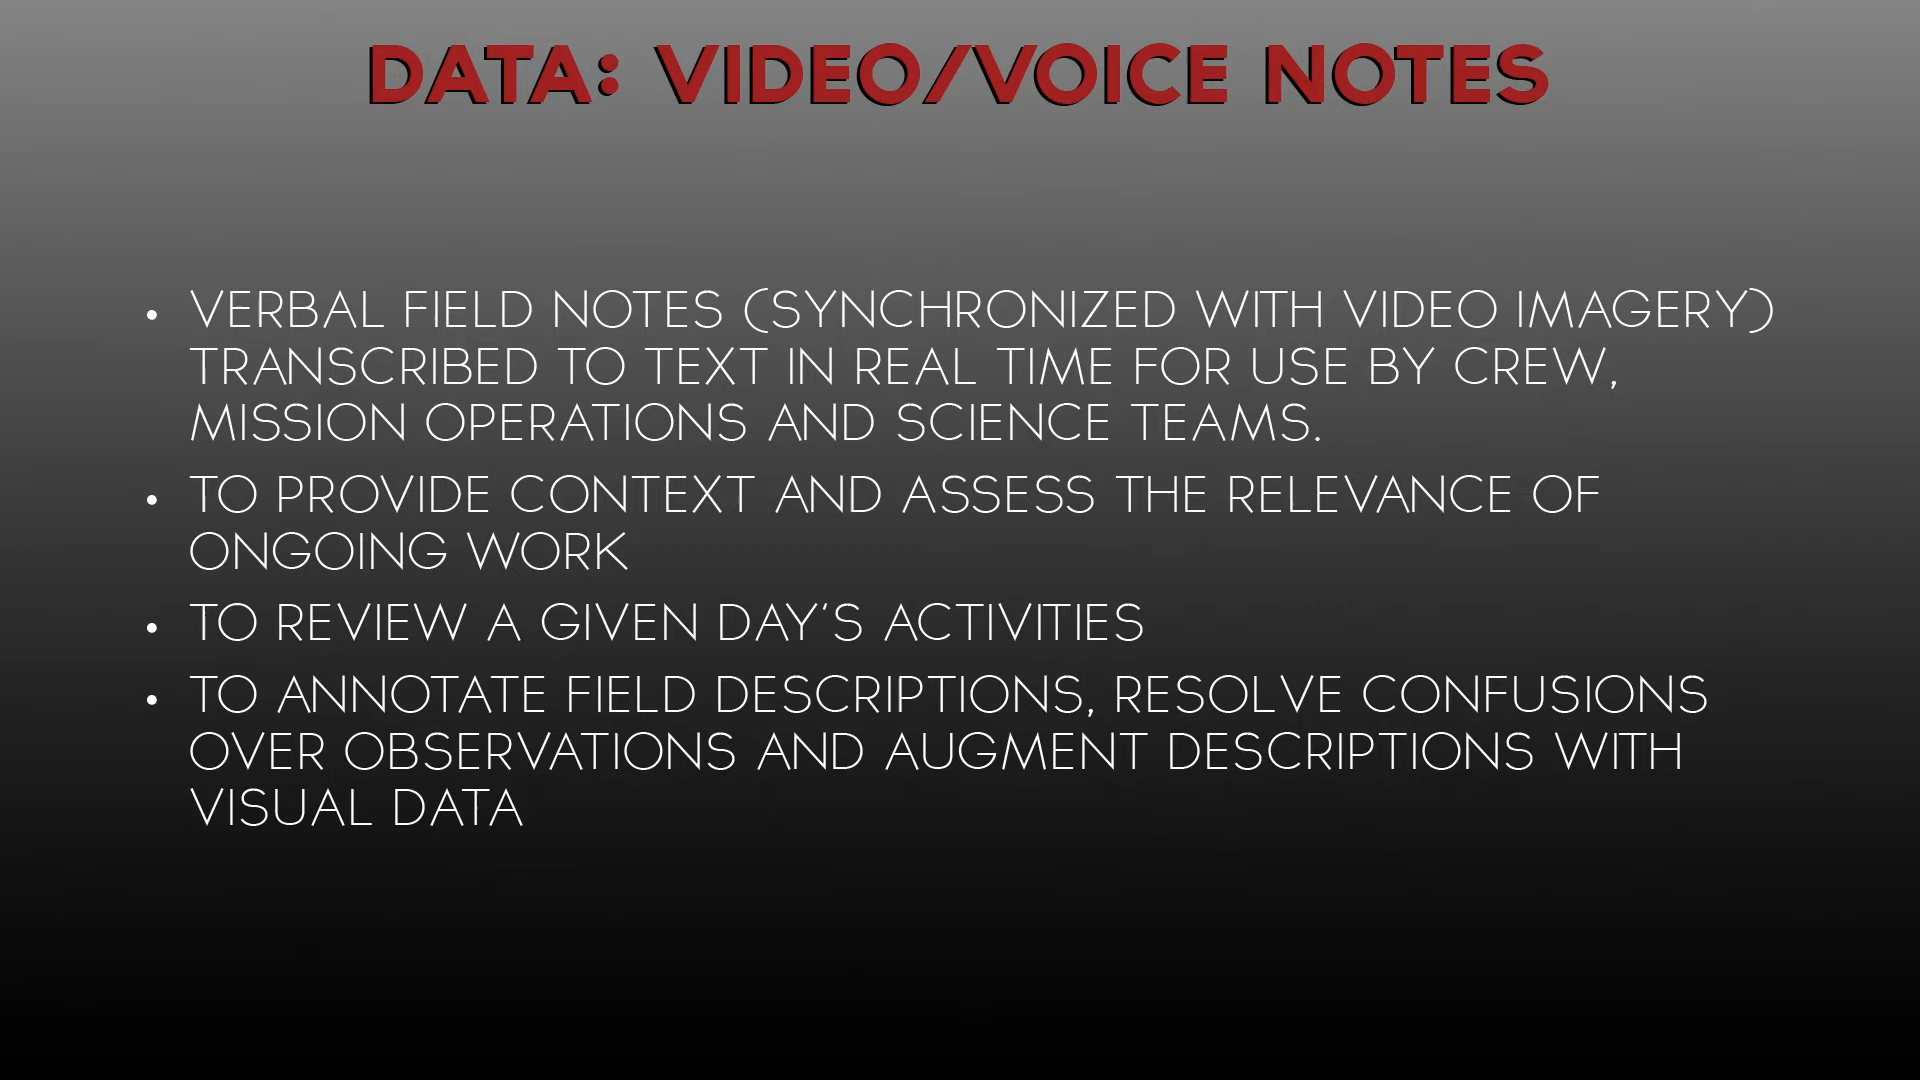 DATA: VIDEO/VOICE NOTES
• VERBAL FIELD NOTES (SYNCHRONIZED WITH VIDEO IMAGERY)
TRANSCRIBED TO TEXT IN REAL TIME FOR USE BY CREW,
MISSION OPERATIONS AND SCIENCE TEAMS.
• TO PROVIDE CONTEXT AND ASSESS THE RELEVANCE OF
ONGOING WORK
• TO REVIEW A GIVEN DAY'S ACTIVITIES
• TO ANNOTATE FIELD DESCRIPTIONS, RESOLVE CONFUSIONS
OVER OBSERVATIONS AND AUGMENT DESCRIPTIONS WITH
VISUAL DATA